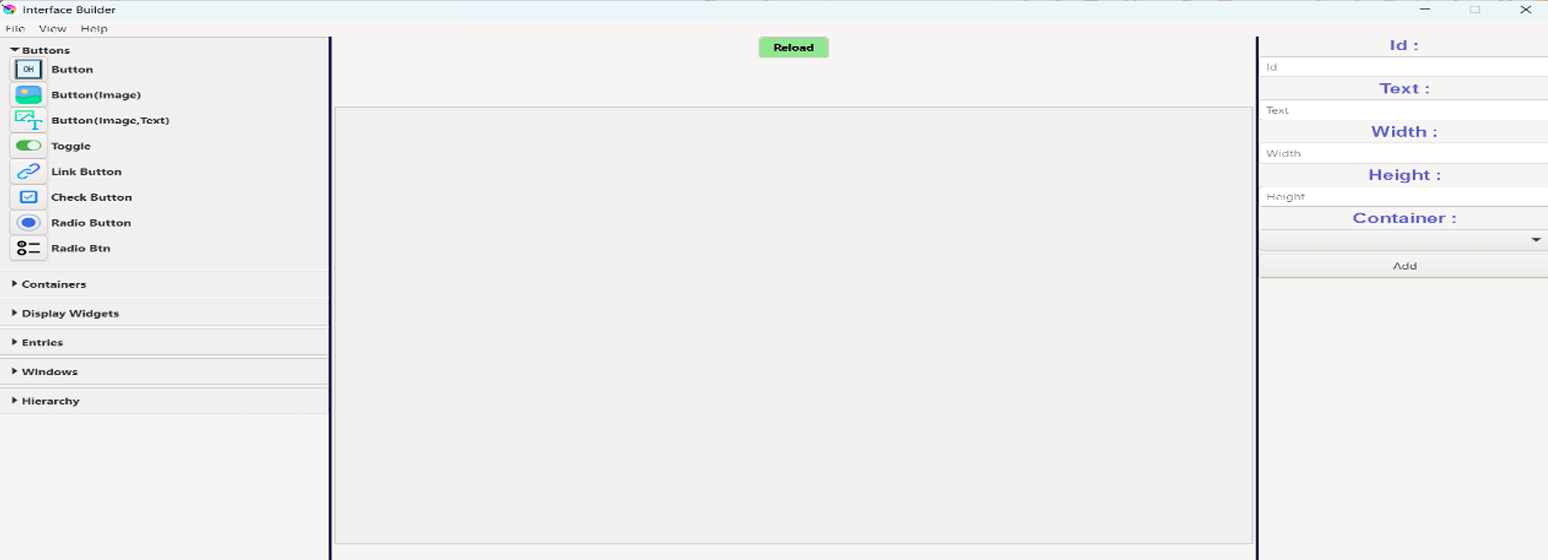 Interface Builder
File View Help
Buttons
OK Button
Button(Image)
Button(Image,Text)
Toggle
Link Button
Check Button
Radio Button
Radio Btn
Containers
Display Widgets
Entries
Windows
Hierarchy
Reload
Id :
Id
Text :
Text
Width :
Width
Height :
Height
Container :
Add